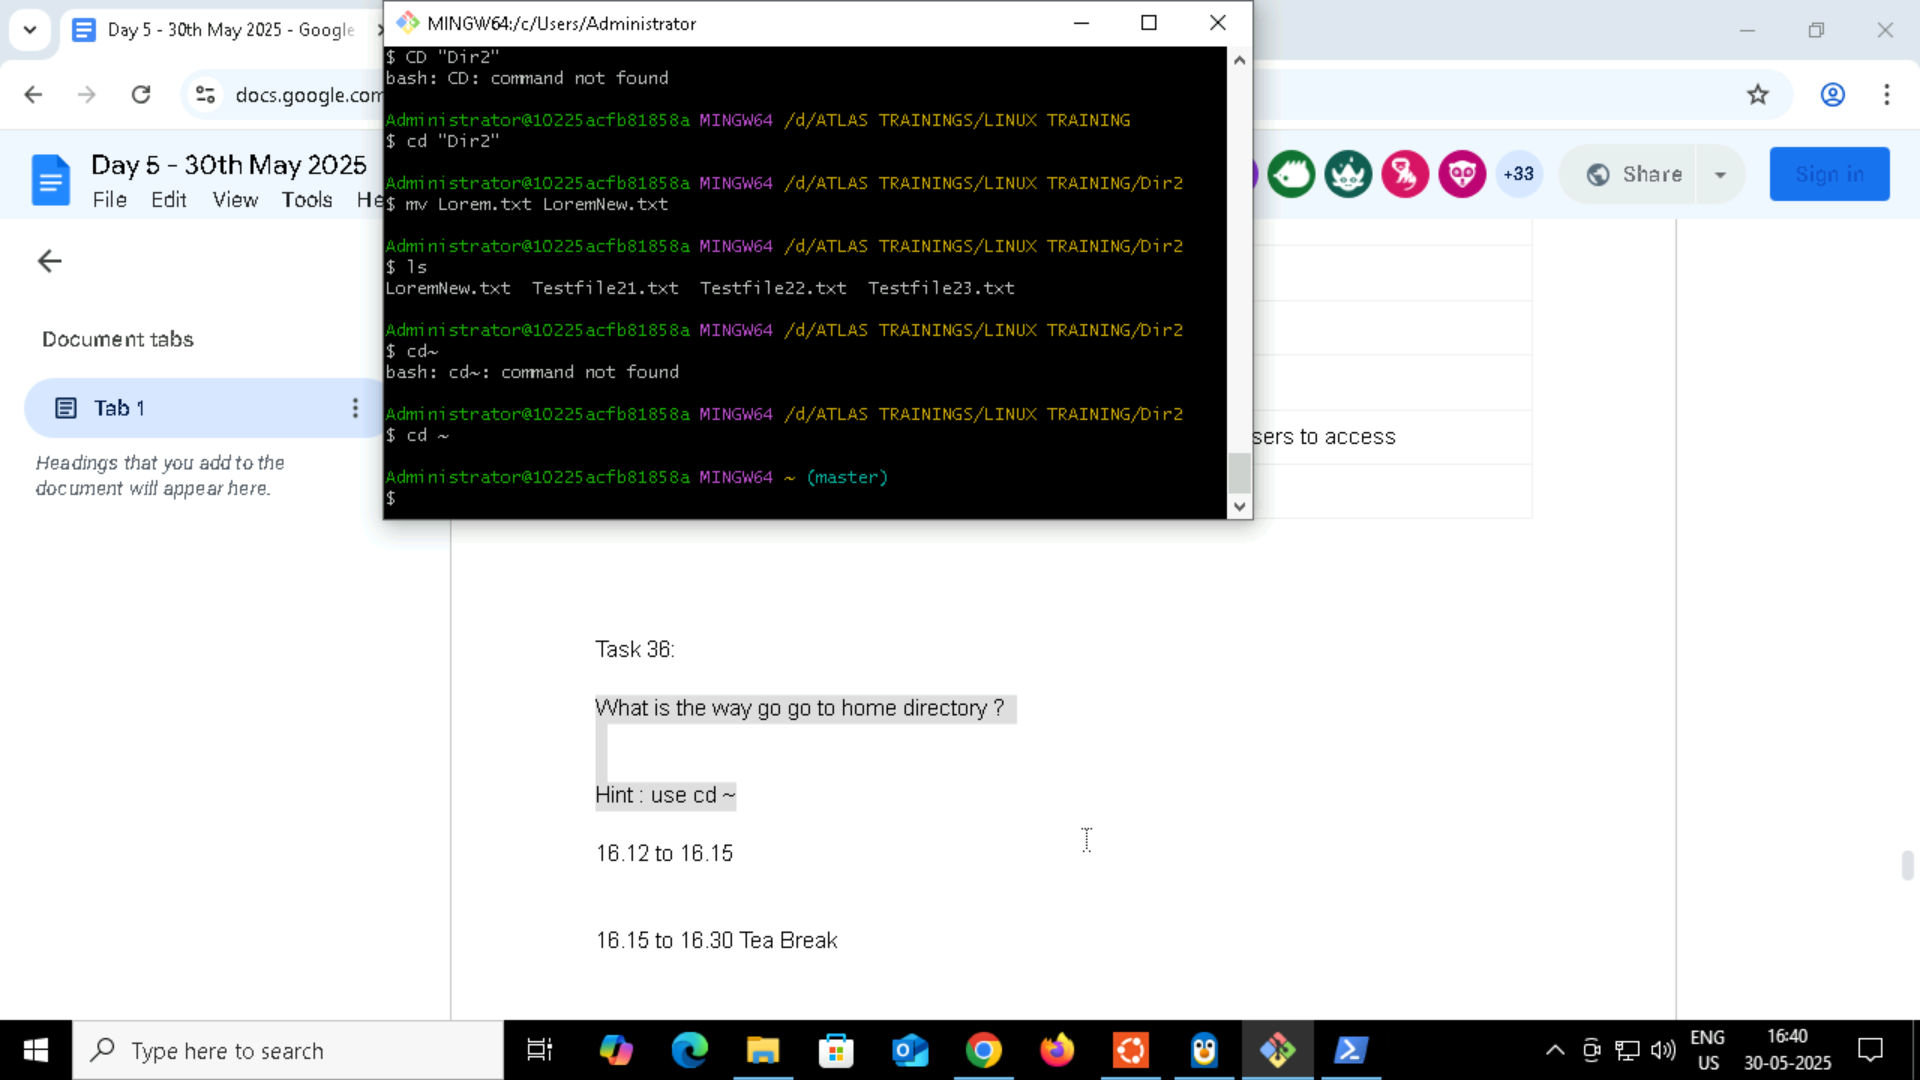 Day 5 - 30th May 2025 - Google
docs.google.com
Day 5 - 30th May 2025
File Edit View Tools He
+33
Share
Sign in
Document tabs
Tab 1
Headings that you add to the
document will appear here.
MINGW64:/c/Users/Administrator
$ CD "Dir2"
bash: CD: command not found
Administrator@10225acfb81858a MINGW64 /d/ATLAS TRAININGS/LINUX TRAINING
$ cd "Dir2"
Administrator@10225acfb81858a MINGW64 /d/ATLAS TRAININGS/LINUX TRAINING/Dir2
$ mv Lorem.txt LoremNew.txt
Administrator@10225acfb81858a MINGW64 /d/ATLAS TRAININGS/LINUX TRAINING/Dir2
$ ls
LoremNew.txt Testfile21.txt Testfile22.txt Testfile23.txt
Administrator@10225acfb81858a MINGW64 /d/ATLAS TRAININGS/LINUX TRAINING/Dir2
$ cd~
bash: cd~: command not found
Administrator@10225acfb81858a MINGW64 /d/ATLAS TRAININGS/LINUX TRAINING/Dir2
$ cd ~
Administrator@10225acfb81858a MINGW64 ~ (master)
$
sers to access
Task 36:
What is the way go go to home directory ?
Hint : use cd ~
16.12 to 16.15
16.15 to 16.30 Tea Break
Type here to search
ENG
US
16:40
30-05-2025